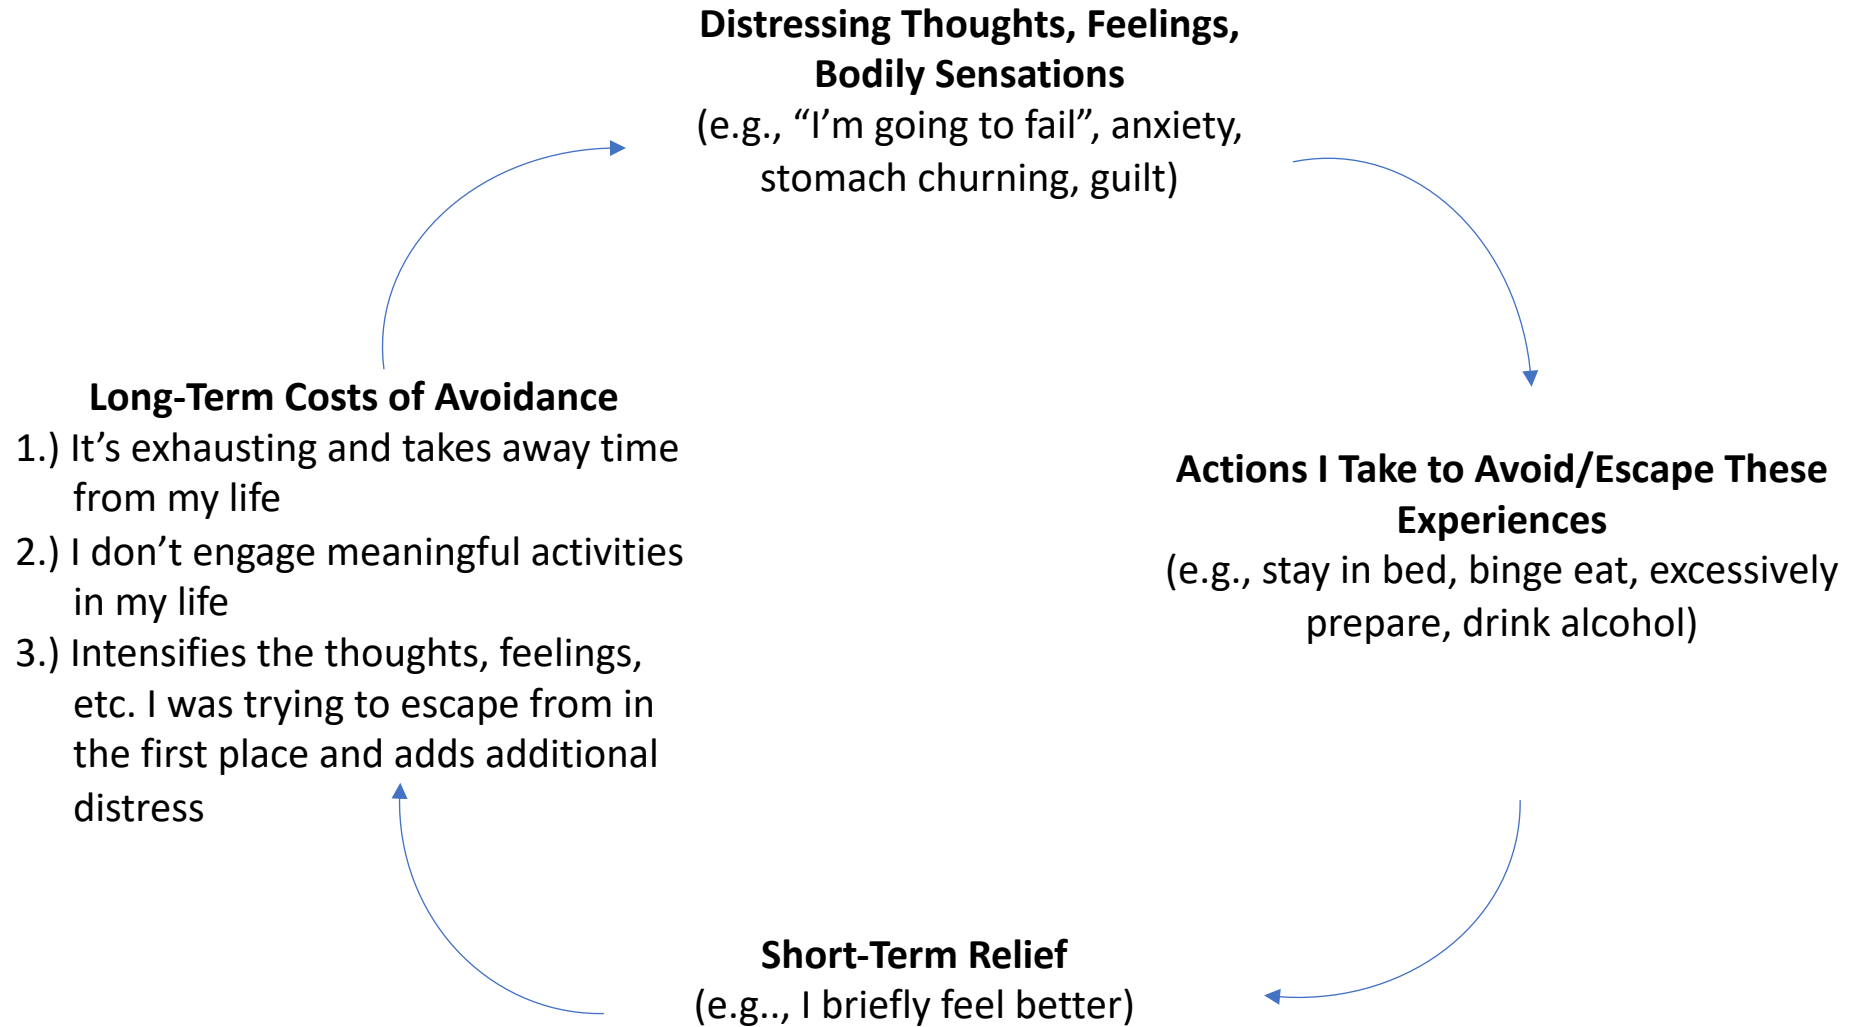 Distressing Thoughts, Feelings,
Bodily Sensations
(e.g., “I’m going to fail”, anxiety,
stomach churning, guilt)
Actions I Take to Avoid/Escape These
Experiences
(e.g., stay in bed, binge eat, excessively
prepare, drink alcohol)
Short-Term Relief
(e.g.., I briefly feel better)
Long-Term Costs of Avoidance
1.) It’s exhausting and takes away time
from my life
2.) I don’t engage meaningful activities
in my life
3.) Intensifies the thoughts, feelings,
etc. I was trying to escape from in
the first place and adds additional
distress